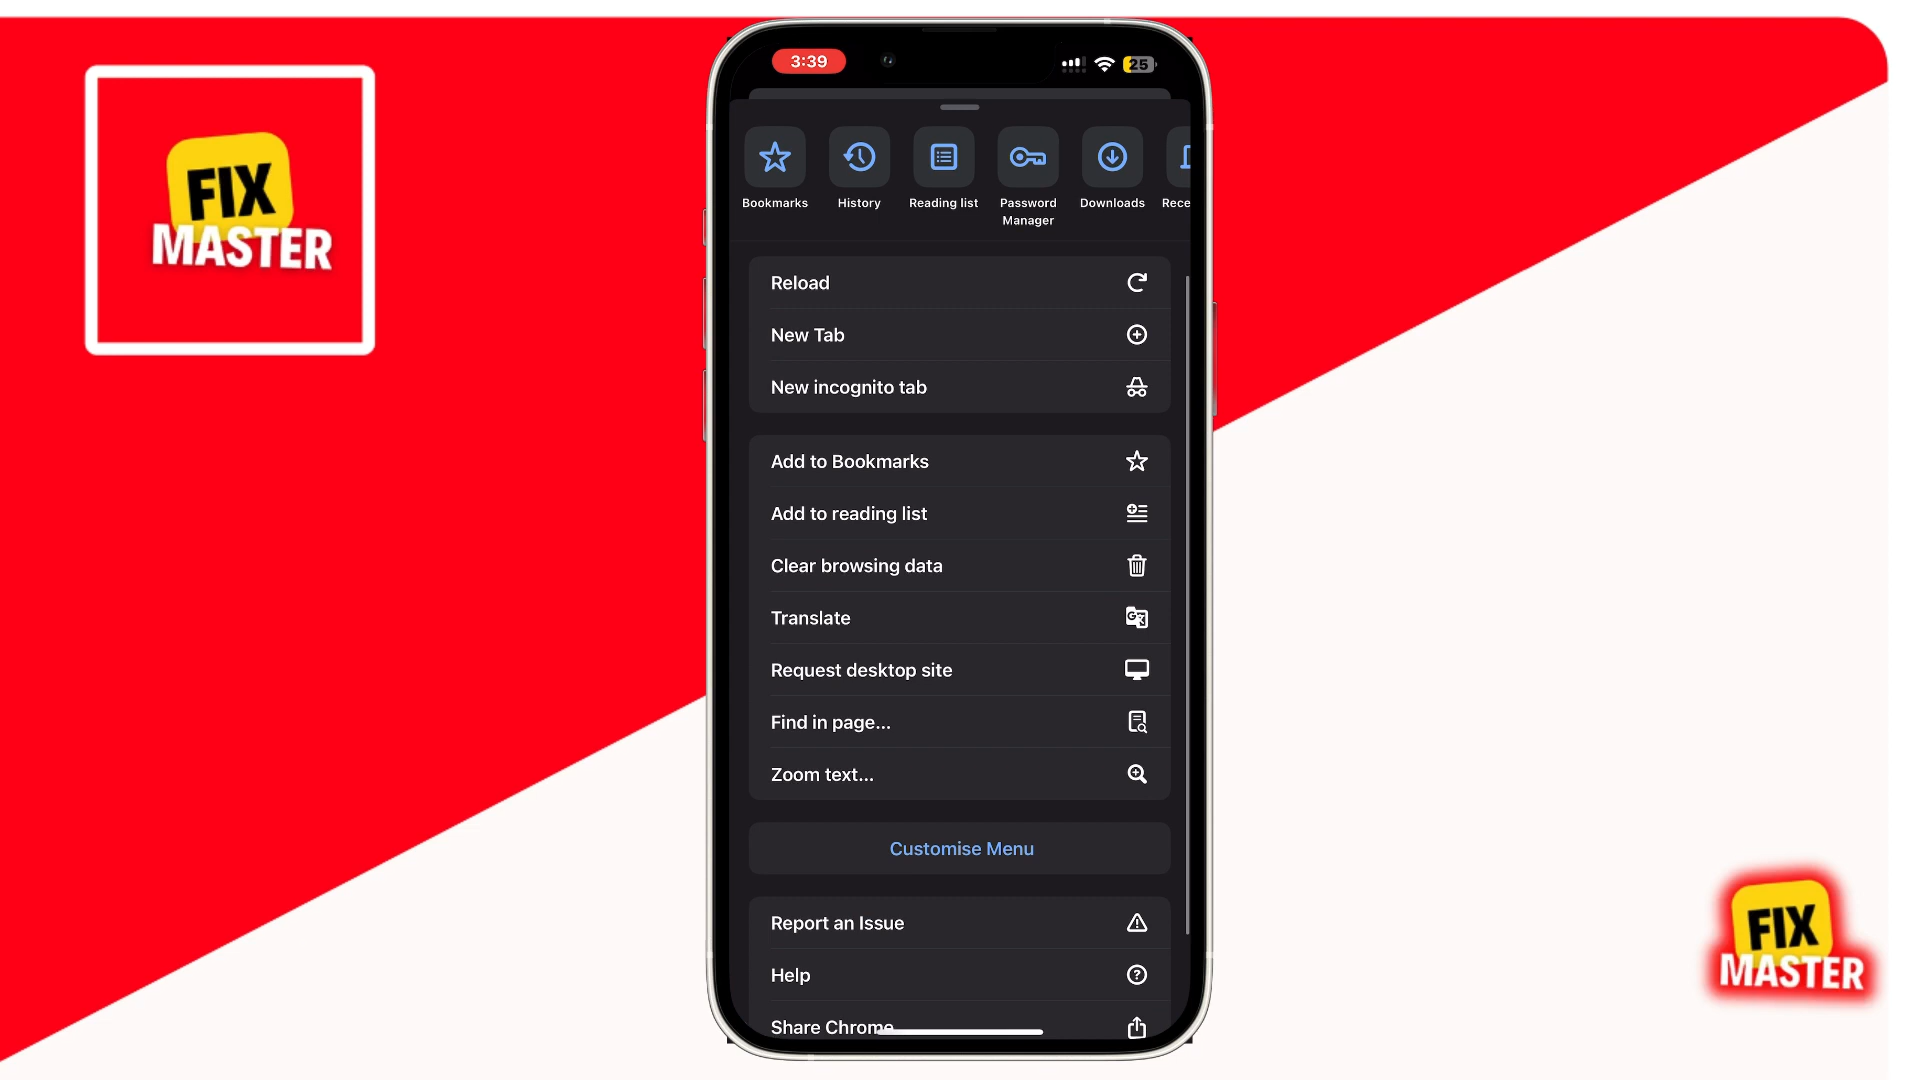 FIX
MASTER
3:39
25
Bookmarks
History
Reading list
Password
Manager
Downloads
Rece
Reload
New Tab
New incognito tab
Add to Bookmarks
Add to reading list
Clear browsing data
Translate
Request desktop site
Find in page...
Zoom text...
Customise Menu
Report an Issue
Help
Share Chrome
FIX
MASTER